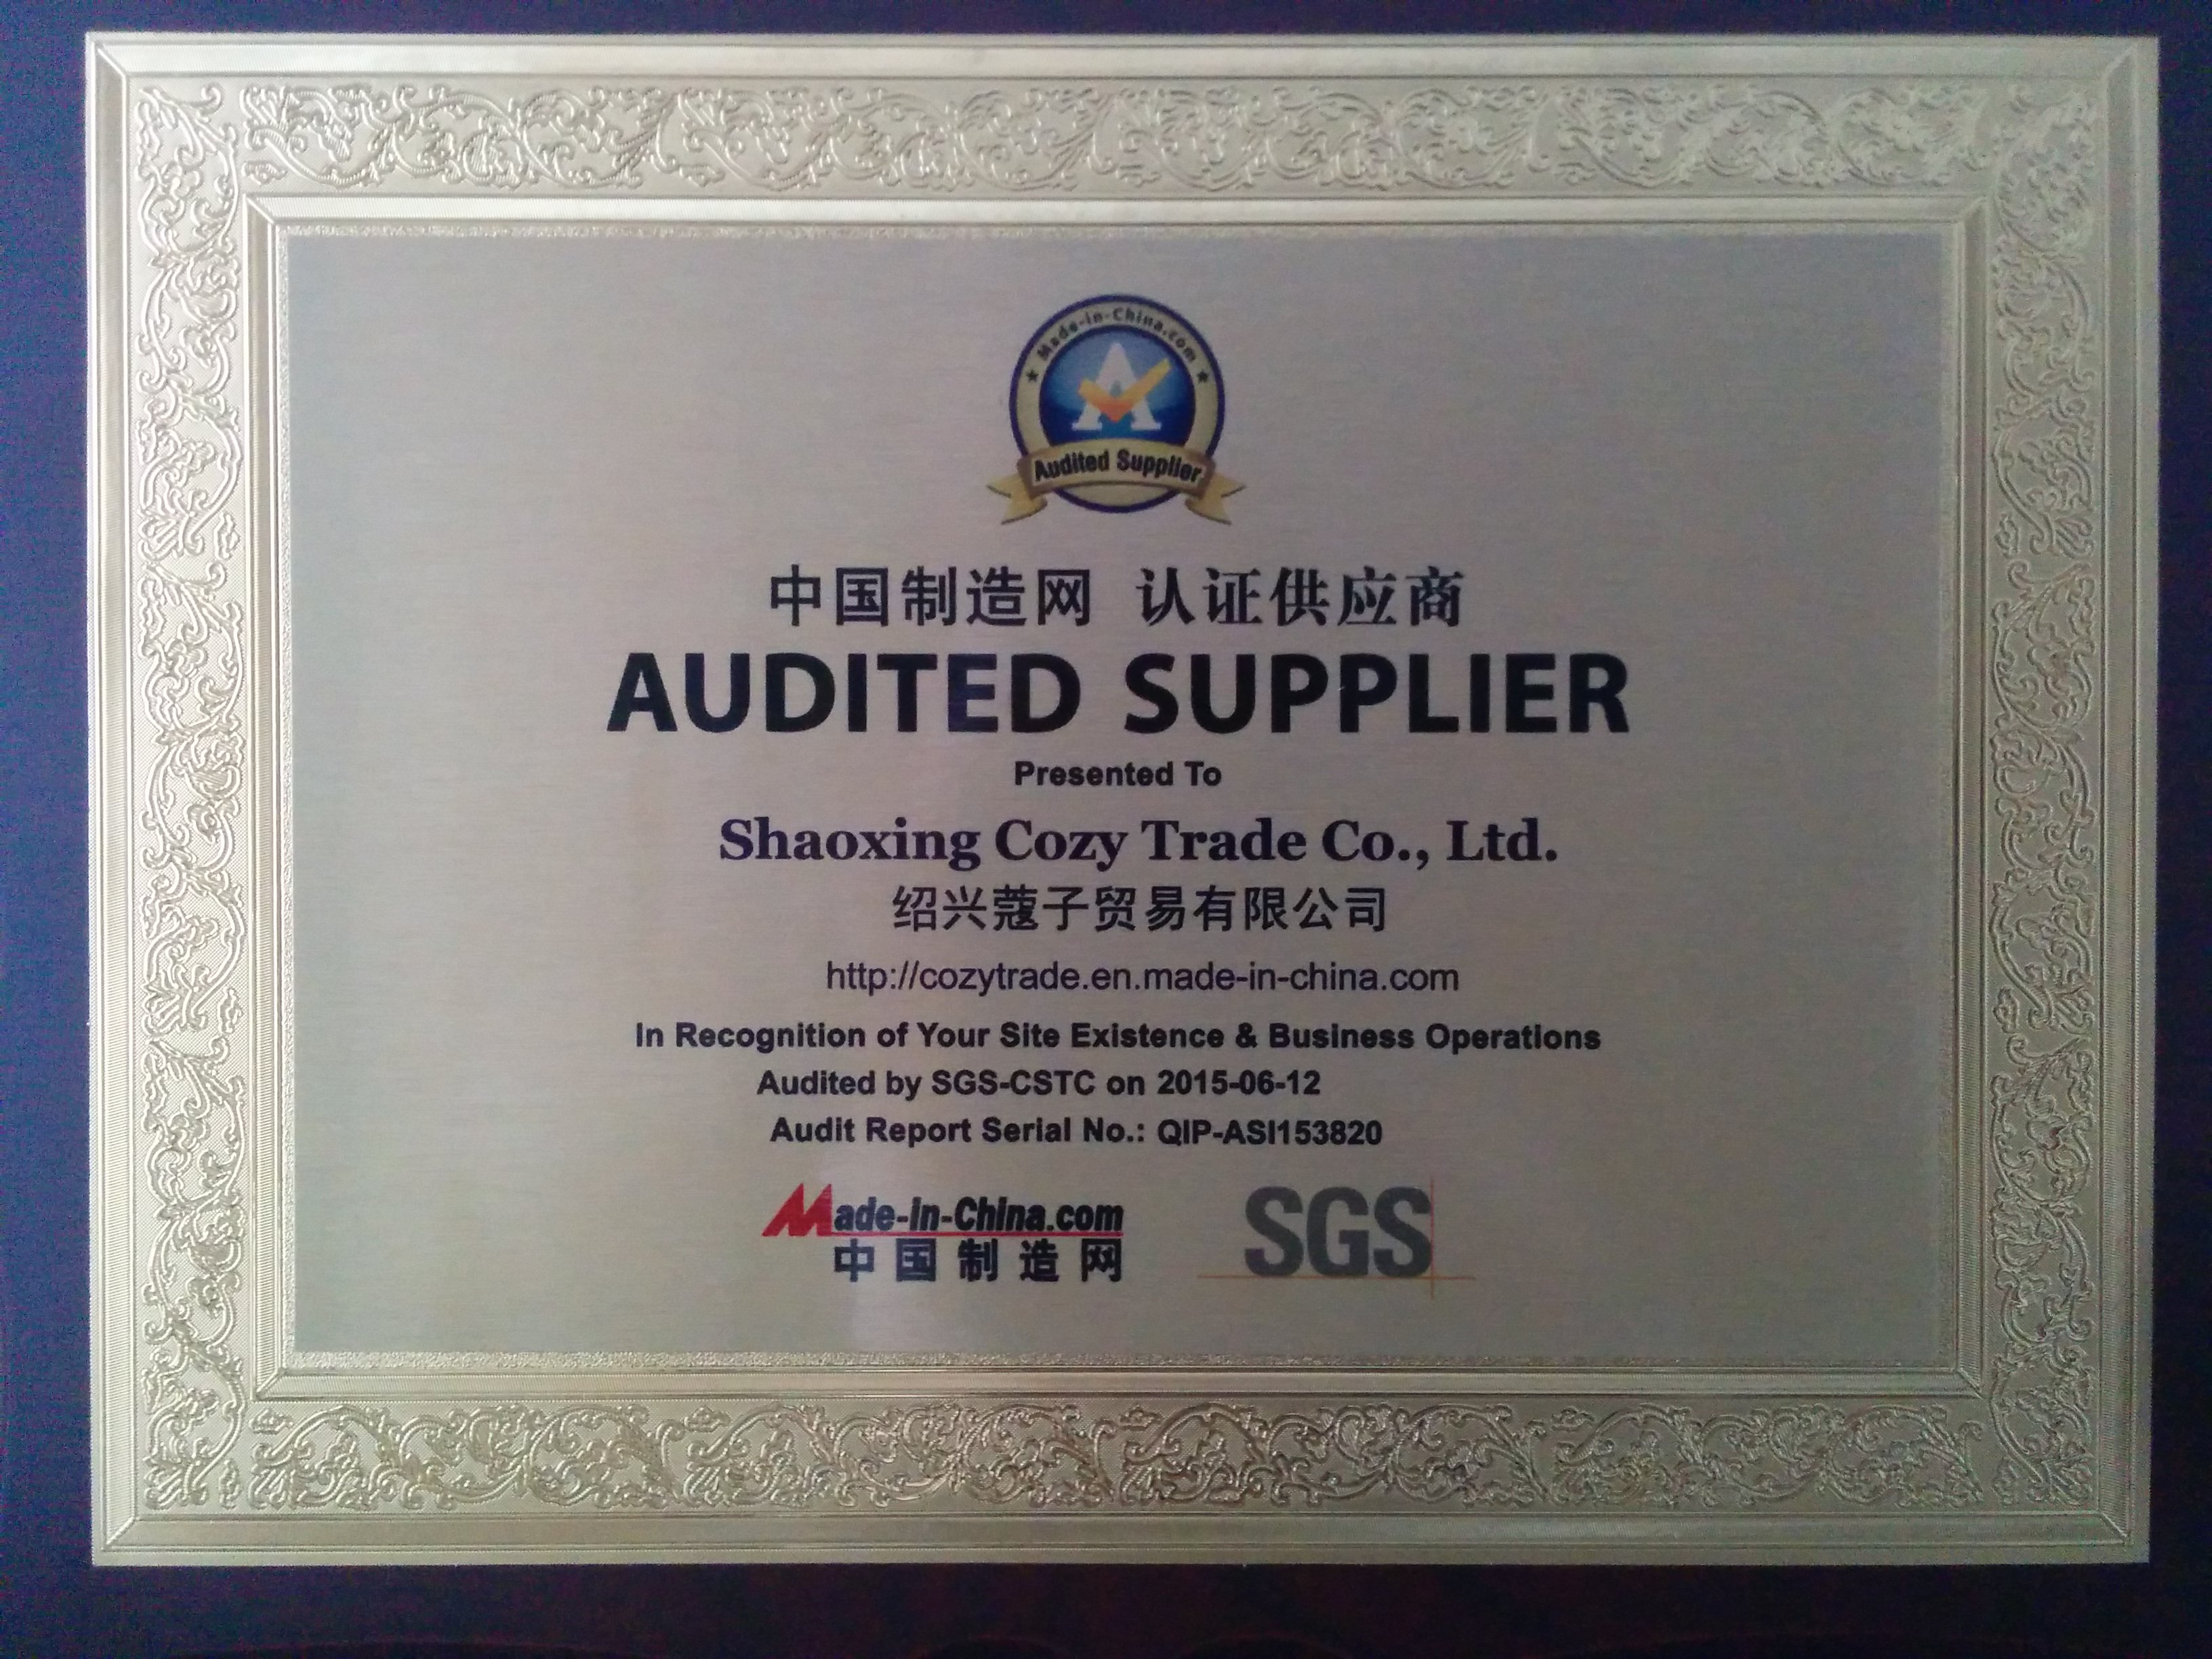 ★ Made-in-China.com ★
A
Audited Supplier
中国制造网 认证供应商
AUDITED SUPPLIER
Presented To
Shaoxing Cozy Trade Co., Ltd.
绍兴蔻子贸易有限公司
http://cozytrade.en.made-in-china.com
In Recognition of Your Site Existence & Business Operations
Audited by SGS-CSTC on 2015-06-12
Audit Report Serial No.: QIP-ASI153820
Made-in-China.com
中国制造网
SGS